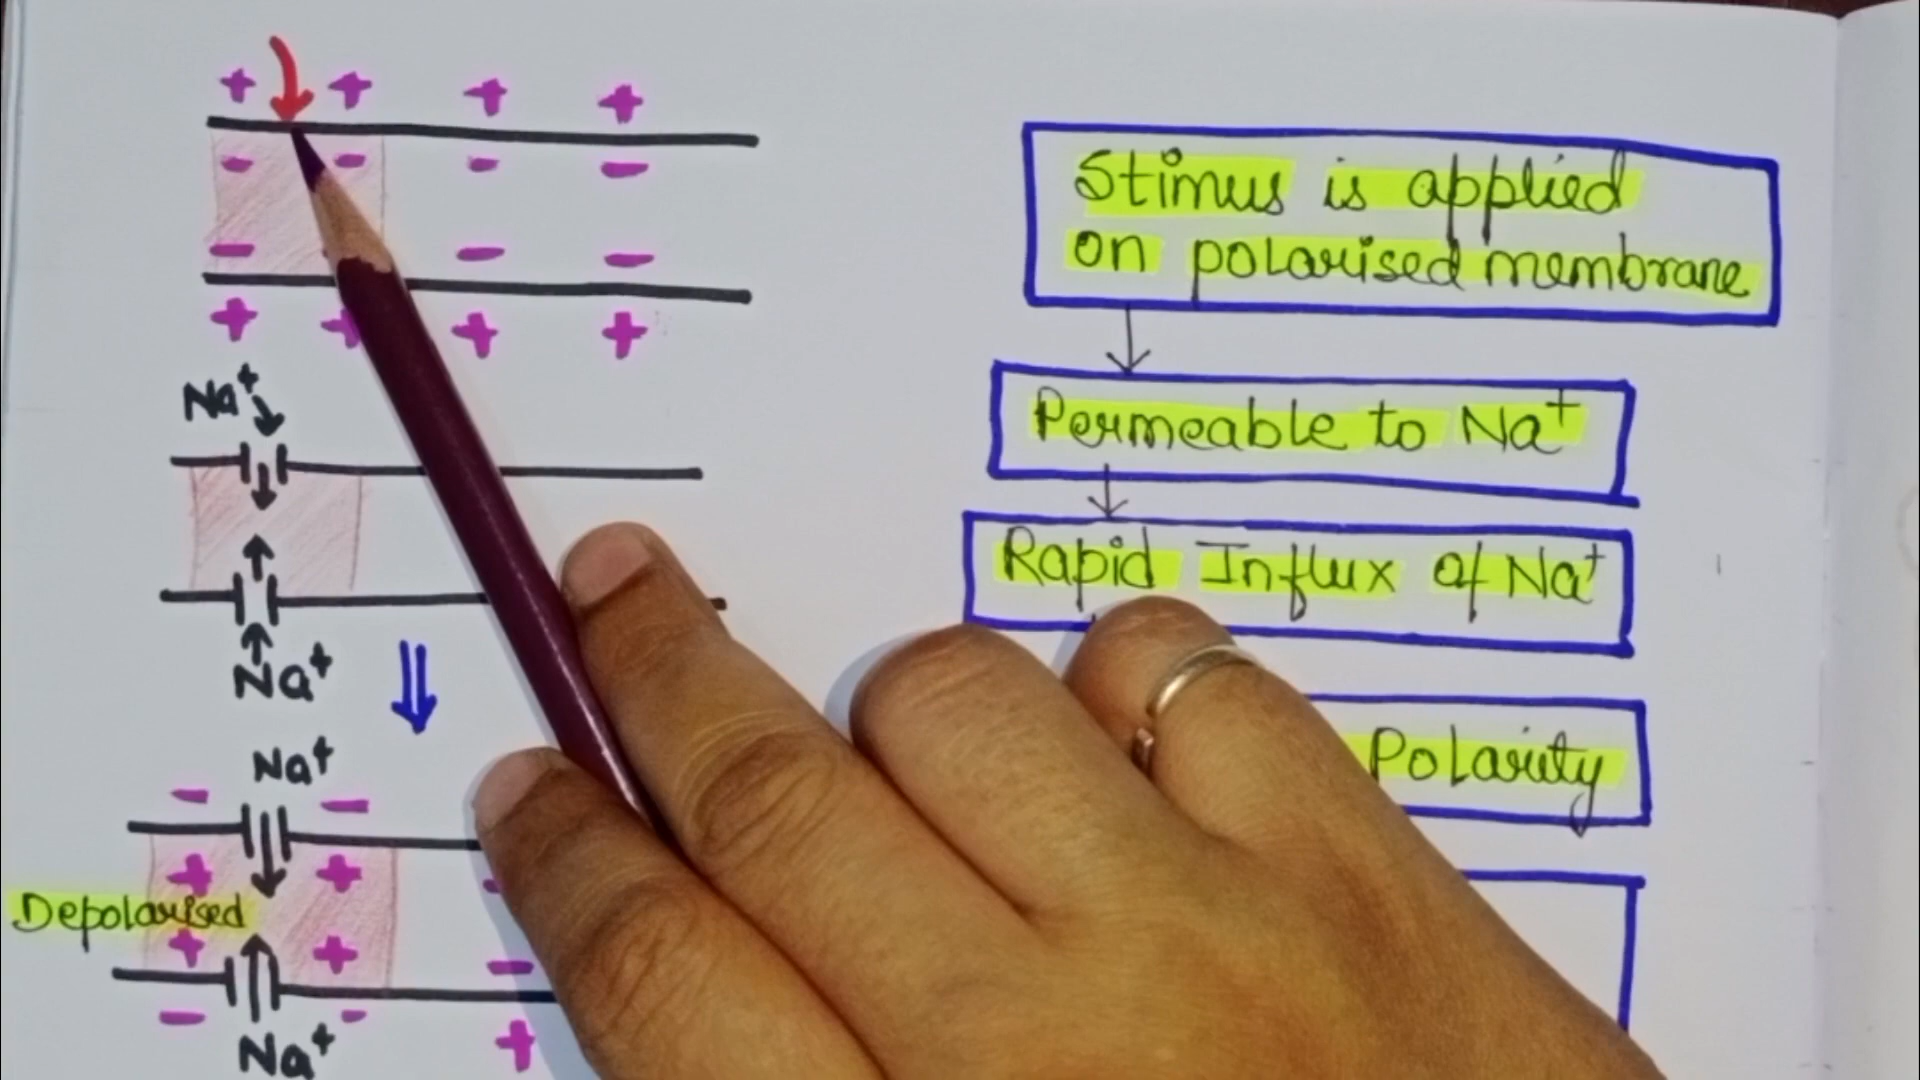 Stimus is applied
on polarised membrane
Permeable to Na+
Rapid Influx of Na+
Polarity
Na+
Na+
Na+
Depolarised
Na+